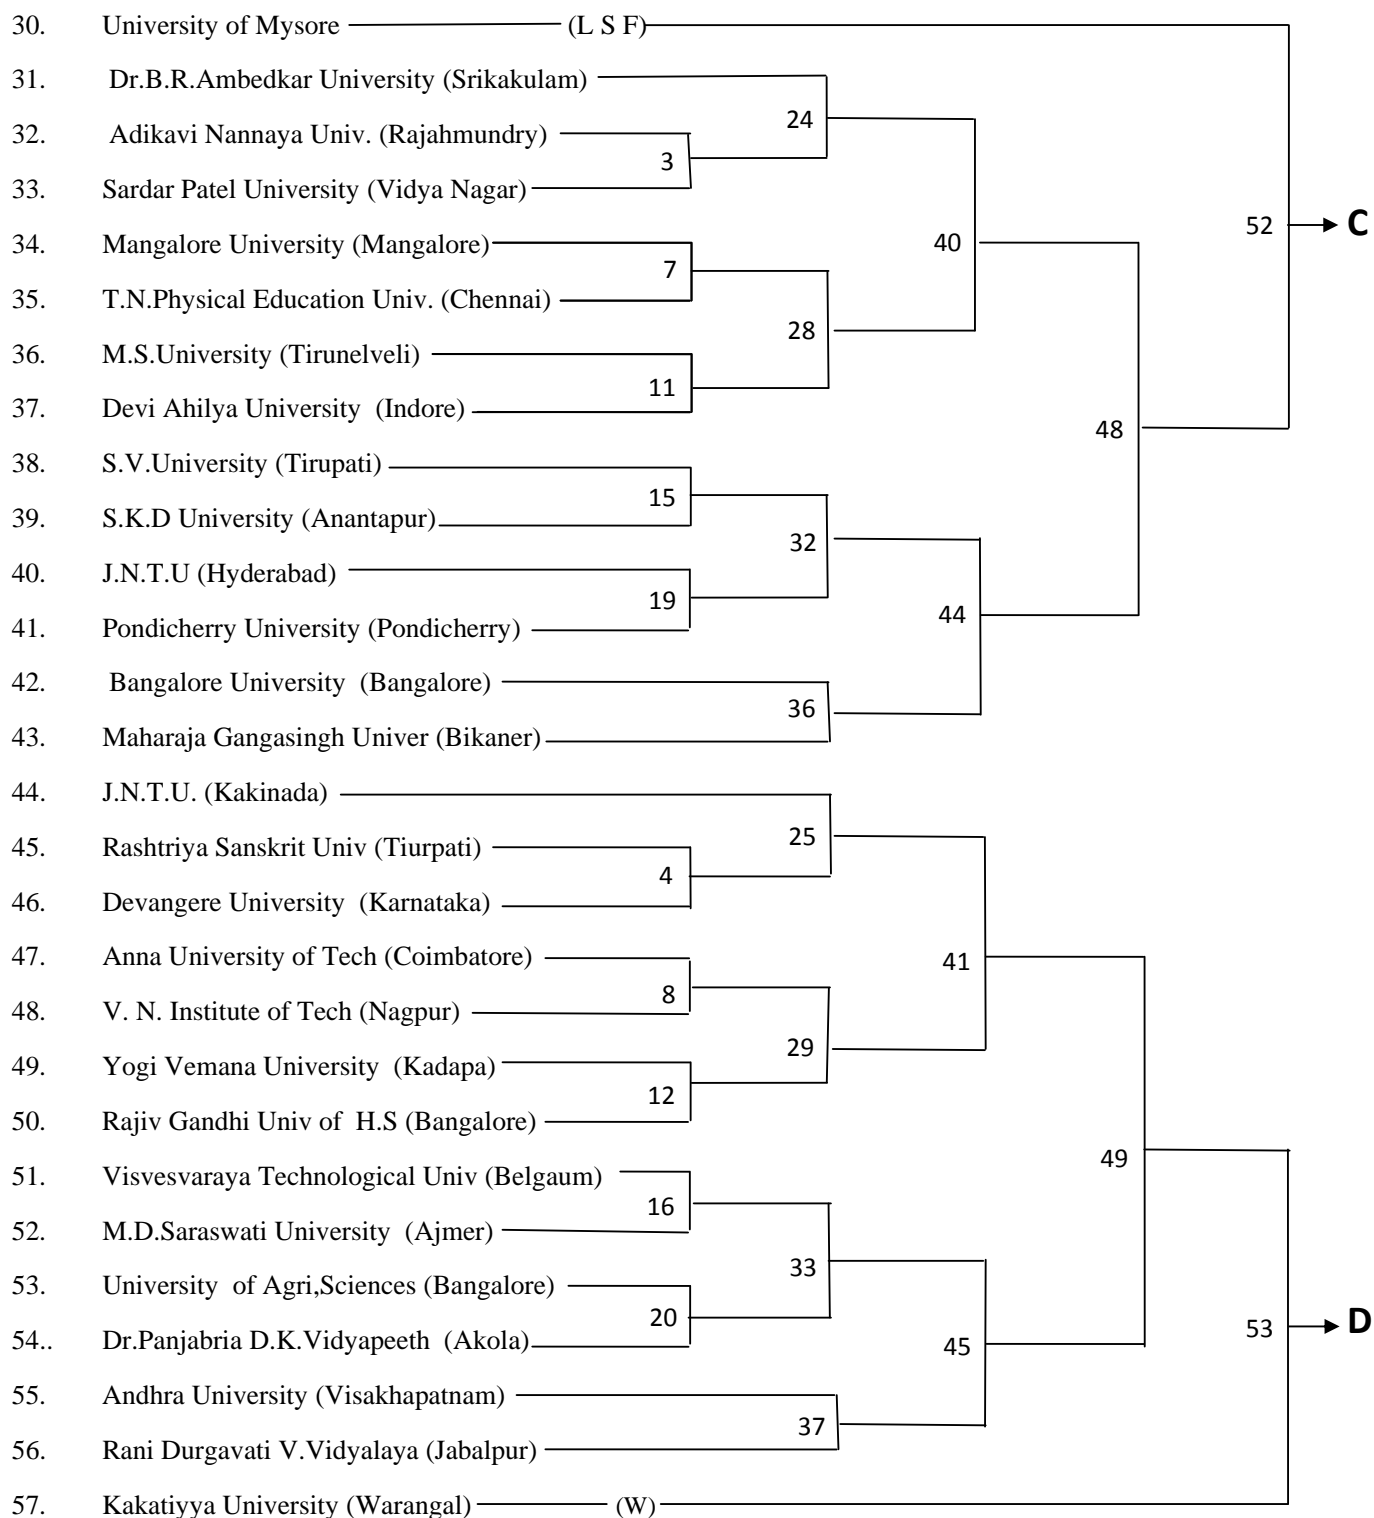 30. University of Mysore (L S F)
31. Dr.B.R.Ambedkar University (Srikakulam)
24
32. Adikavi Nannaya Univ. (Rajahmundry)
3
33. Sardar Patel University (Vidya Nagar)
52 C
34. Mangalore University (Mangalore)
40
7
35. T.N.Physical Education Univ. (Chennai)
28
36. M.S.University (Tirunelveli)
11
37. Devi Ahilya University (Indore)
48
38. S.V.University (Tirupati)
15
39. S.K.D University (Anantapur)
32
40. J.N.T.U (Hyderabad)
19
44
41. Pondicherry University (Pondicherry)
42. Bangalore University (Bangalore)
36
43. Maharaja Gangasingh Univer (Bikaner)
44. J.N.T.U. (Kakinada)
25
45. Rashtriya Sanskrit Univ (Tiurpati)
4
46. Devangere University (Karnataka)
47. Anna University of Tech (Coimbatore)
41
8
48. V. N. Institute of Tech (Nagpur)
29
49. Yogi Vemana University (Kadapa)
12
50. Rajiv Gandhi Univ of H.S (Bangalore)
49
51. Visvesvaraya Technological Univ (Belgaum)
16
52. M.D.Saraswati University (Ajmer)
33
53. University of Agri,Sciences (Bangalore)
20
53 D
54.. Dr.Panjabria D.K.Vidyapeeth (Akola)
45
55. Andhra University (Visakhapatnam)
37
56. Rani Durgavati V.Vidyalaya (Jabalpur)
57. Kakatiyya University (Warangal) (W)